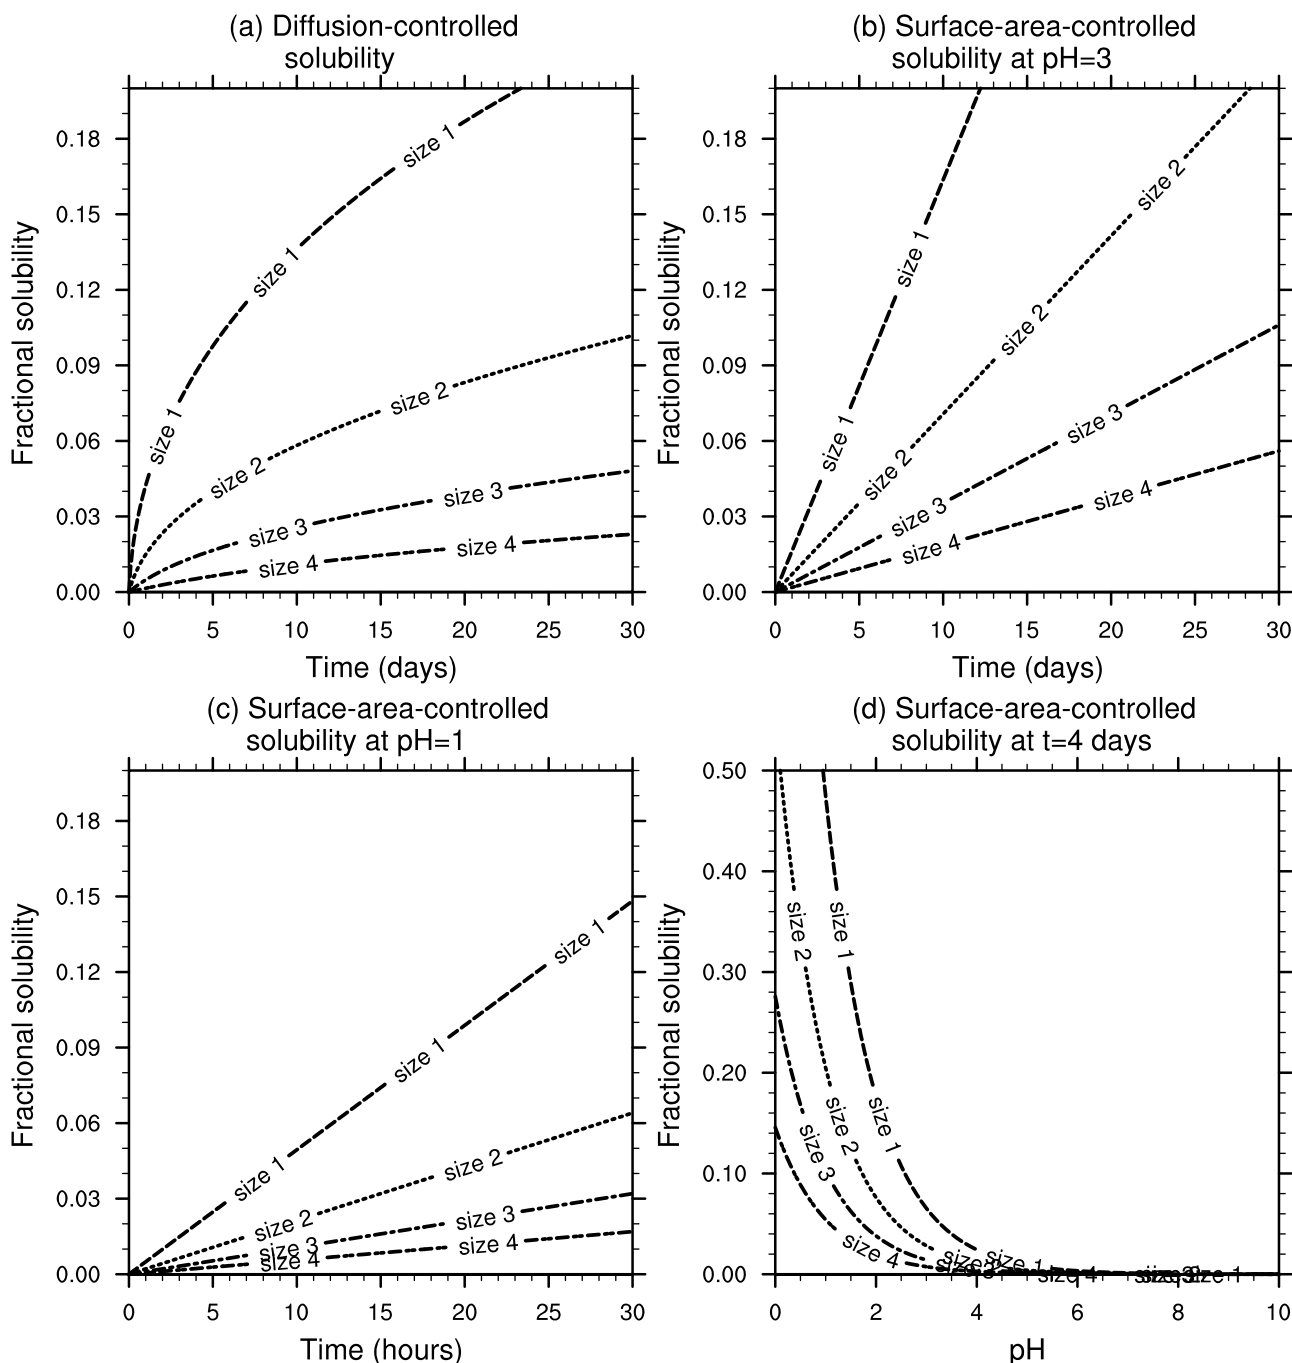 (a) Diffusion-controlled
solubility
Fractional solubility
0.18
0.15
0.12
0.09
0.06
0.03
0.00
size 1
size 1
size 1
size 2
size 2
size 3
size 3
size 4
size 4
0 5 10 15 20 25 30
Time (days)
(b) Surface-area-controlled
solubility at pH=3
Fractional solubility
0.18
0.15
0.12
0.09
0.06
0.03
0.00
size 1
size 1
size 2
size 2
size 2
size 3
size 3
size 4
size 4
0 5 10 15 20 25 30
Time (days)
(c) Surface-area-controlled
solubility at pH=1
Fractional solubility
0.18
0.15
0.12
0.09
0.06
0.03
0.00
size 1
size 1
size 1
size 2
size 2
size 3
size 3
size 4
size 4
0 5 10 15 20 25 30
Time (hours)
(d) Surface-area-controlled
solubility at t=4 days
Fractional solubility
0.50
0.40
0.30
0.20
0.10
0.00
size 1
size 2
size 1
size 2
size 3
size 4
size 1
0 2 4 6 8 10
pH